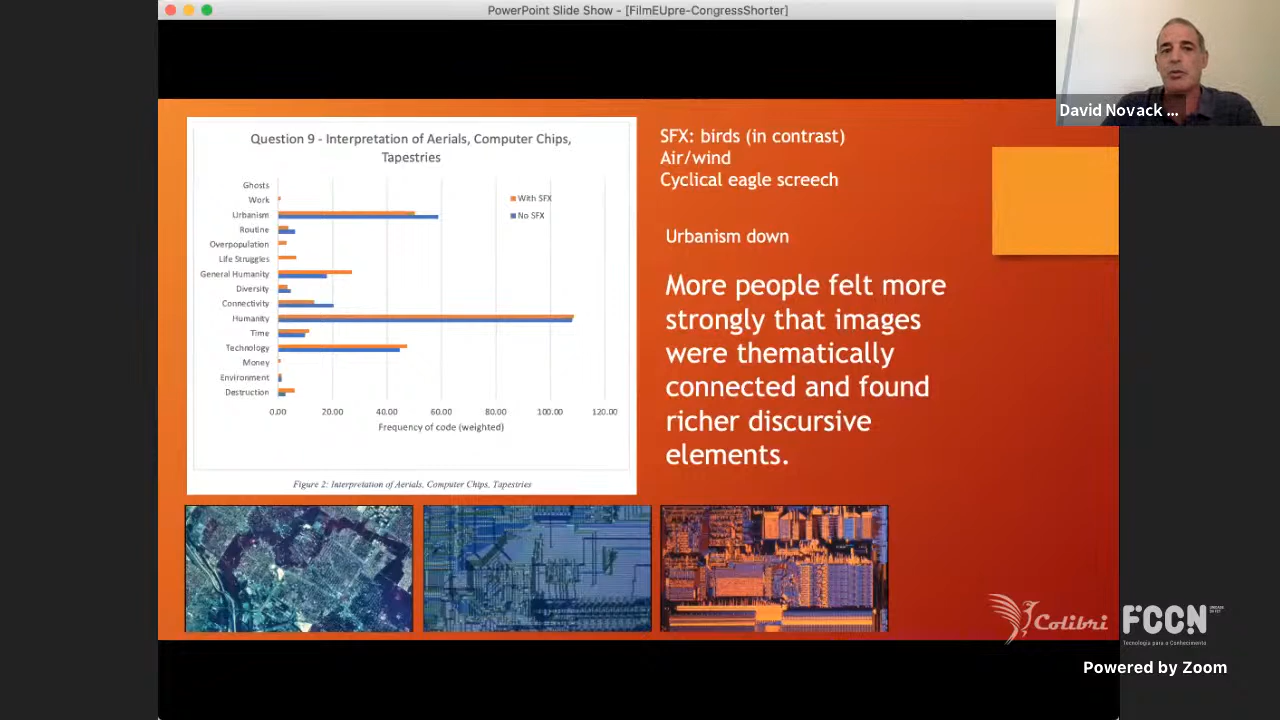 PowerPoint Slide Show - [FilmEUpre-CongressShorter]
David Novack ...
Question 9 - Interpretation of Aerials, Computer Chips,
Tapestries
Ghosts
Work
Urbanism
Routine
Overpopulation
Life Struggles
General Humanity
Diversity
Connectivity
Humanity
Time
Technology
Money
Environment
Destruction
With SFX
No SFX
0.00 20.00 40.00 60.00 80.00 100.00 120.00
Frequency of code (weighted)
Figure 2: Interpretation of Aerials, Computer Chips, Tapestries
SFX: birds (in contrast)
Air/wind
Cyclical eagle screech
Urbanism down
More people felt more
strongly that images
were thematically
connected and found
richer discursive
elements.
Colibri
FCCN
Tecnologia para o Conhecimento
Powered by Zoom